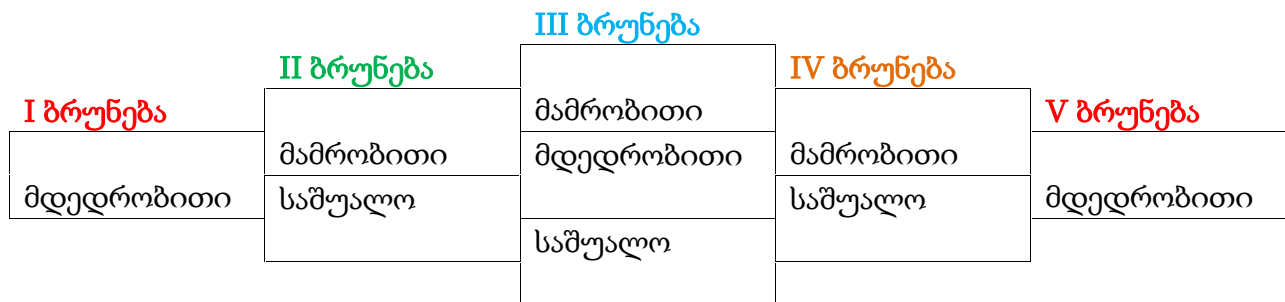 I ბრუნება
მდედრობითი
II ბრუნება
მამრობითი
საშუალო
III ბრუნება
მამრობითი
მდედრობითი
საშუალო
IV ბრუნება
მამრობითი
საშუალო
V ბრუნება
მდედრობითი